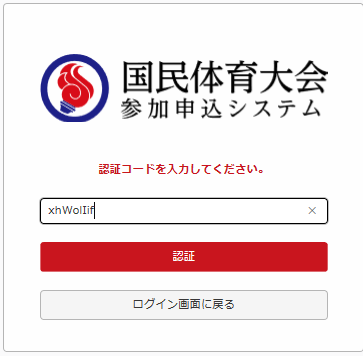 国民体育大会
参加申込システム
認証コードを入力してください。
xhWolIif
認証
ログイン画面に戻る